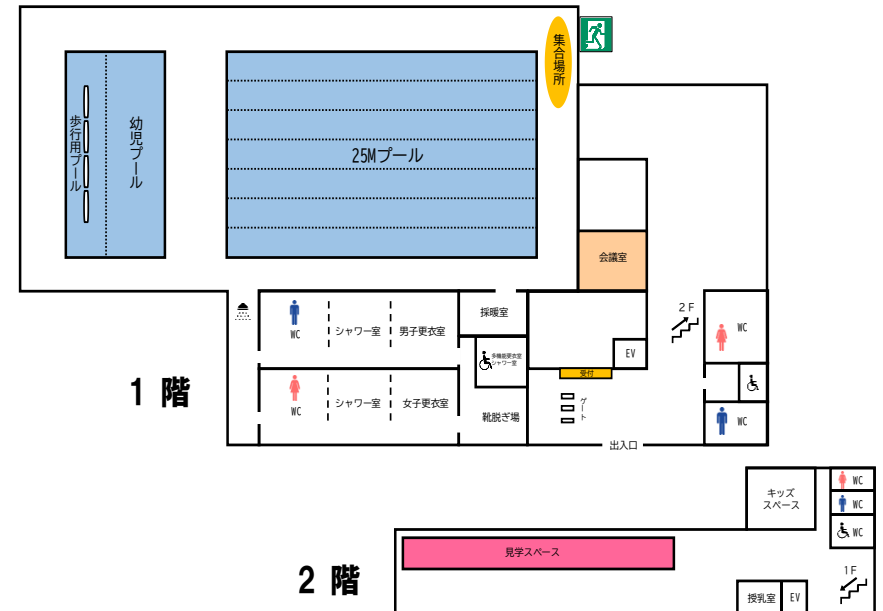 集合場所
歩行用プール
幼児プール
25Mプール
会議室
2F
WC
シャワー室
男子更衣室
採暖室
多機能更衣室
シャワー室
EV
WC
受付
1 階
WC
シャワー室
女子更衣室
靴脱ぎ場
ゲート
WC
出入口
キッズ
スペース
WC
WC
WC
見学スペース
2 階
1F
授乳室
EV